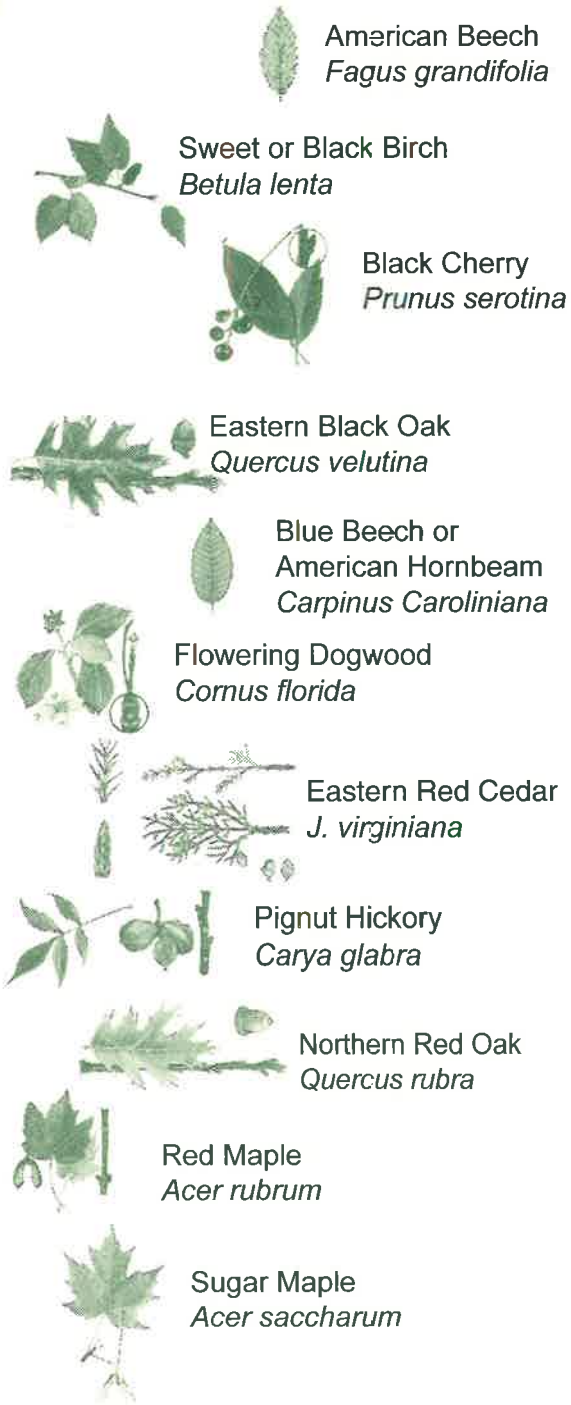 American Beech
Fagus grandifolia
Sweet or Black Birch
Betula lenta
Black Cherry
Prunus serotina
Eastern Black Oak
Quercus velutina
Blue Beech or
American Hornbeam
Carpinus Caroliniana
Flowering Dogwood
Cornus florida
Eastern Red Cedar
J. virginiana
Pignut Hickory
Carya glabra
Northern Red Oak
Quercus rubra
Red Maple
Acer rubrum
Sugar Maple
Acer saccharum